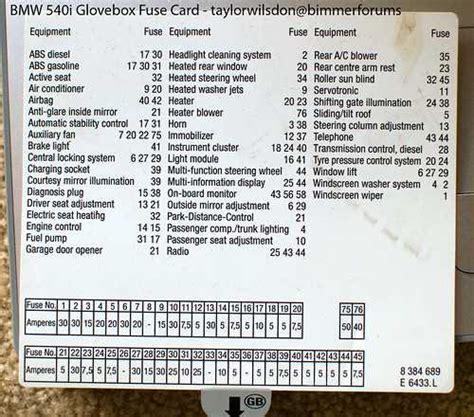 BMW 540i Glovebox Fuse Card - taylorwilsdon@bimmerforums
Fuse
ABS diesel 17 30
ABS gasoline 17 30 31
Active seat 32
Air conditioner 9 20
Airbag 40 42
Anti-glare inside mirror 21
Automatic stability control 17 31
Auxiliary fan 7 20 22 75
Brake light 41
Central locking system 6 27 29
Charging socket 39
Courtesy mirror illumination 39
Diagnosis plug 15
Driver seat adjustment 21
Electric seat heatihg 32
Engine control 14 15
Fuel pump 31 17
Garage door opener 21
Fuse
Headlight cleaning system 2
Heated rear window 20
Heated steering wheel 34
Heated washer jets 9
Heater 20 23
Heater blower 76
Horn 3 38
Immobilizer 12 37
Instrument cluster 18 24 40
Light module 16 41
Multi-function steering wheel 44
Multi-information display 25 44
On-board monitor 43 56 58
Outside mirror adjustment 6 29
Park-Distance-Control 21
Passenger comp./trunk lighting 4
Passenger seat adjustment 10
Radio 25 43 44
Fuse
Rear A/C blower 35
Rear centre arm rest 23
Roller sun blind 32 45
Servotronic 11
Shifting gate illumination 24 38
Sliding/tilt roof 5
Steering column adjustment 13
Telephone 43 44
Transmission control, diesel 28
Tyre pressure control system 20 24
Window lift 6 27 29
Windscreen washer system 4 2
Windscreen wiper 1
Fuse No. 1 2 3 4 5 6 7 8 9 10 11 12 13 14 15 16 17 18 19 20
Amperes 30 30 15 20 20 30 20 - 15 30 7,5 5 30 5 7,5 5 10 5 5 7,5
75 76
50 40
Fuse No. 21 22 23 24 25 26 27 28 29 30 31 32 33 34 35 36 37 38 39 40 41 42 43 44 45
Amperes 5 30 7,5 5 7,5 5 30 15 30 25 10 15 - 10 5 - 5 5 7,5 5 5 5 5 5 7,5
8 384 689
E 6433.L
GB